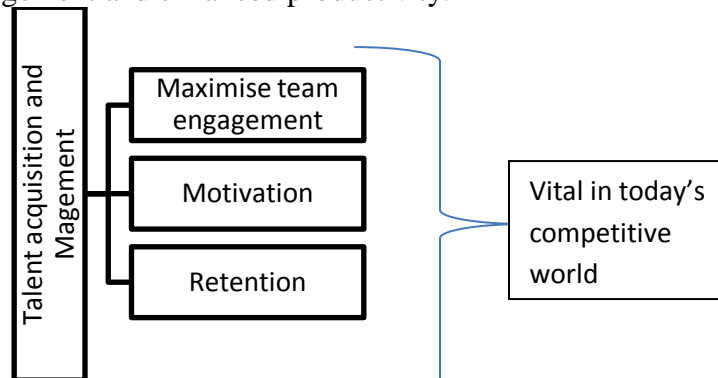 Talent acquisition and
Magement
Maximise team
engagement
Motivation
Retention
Vital in today's
competitive
world